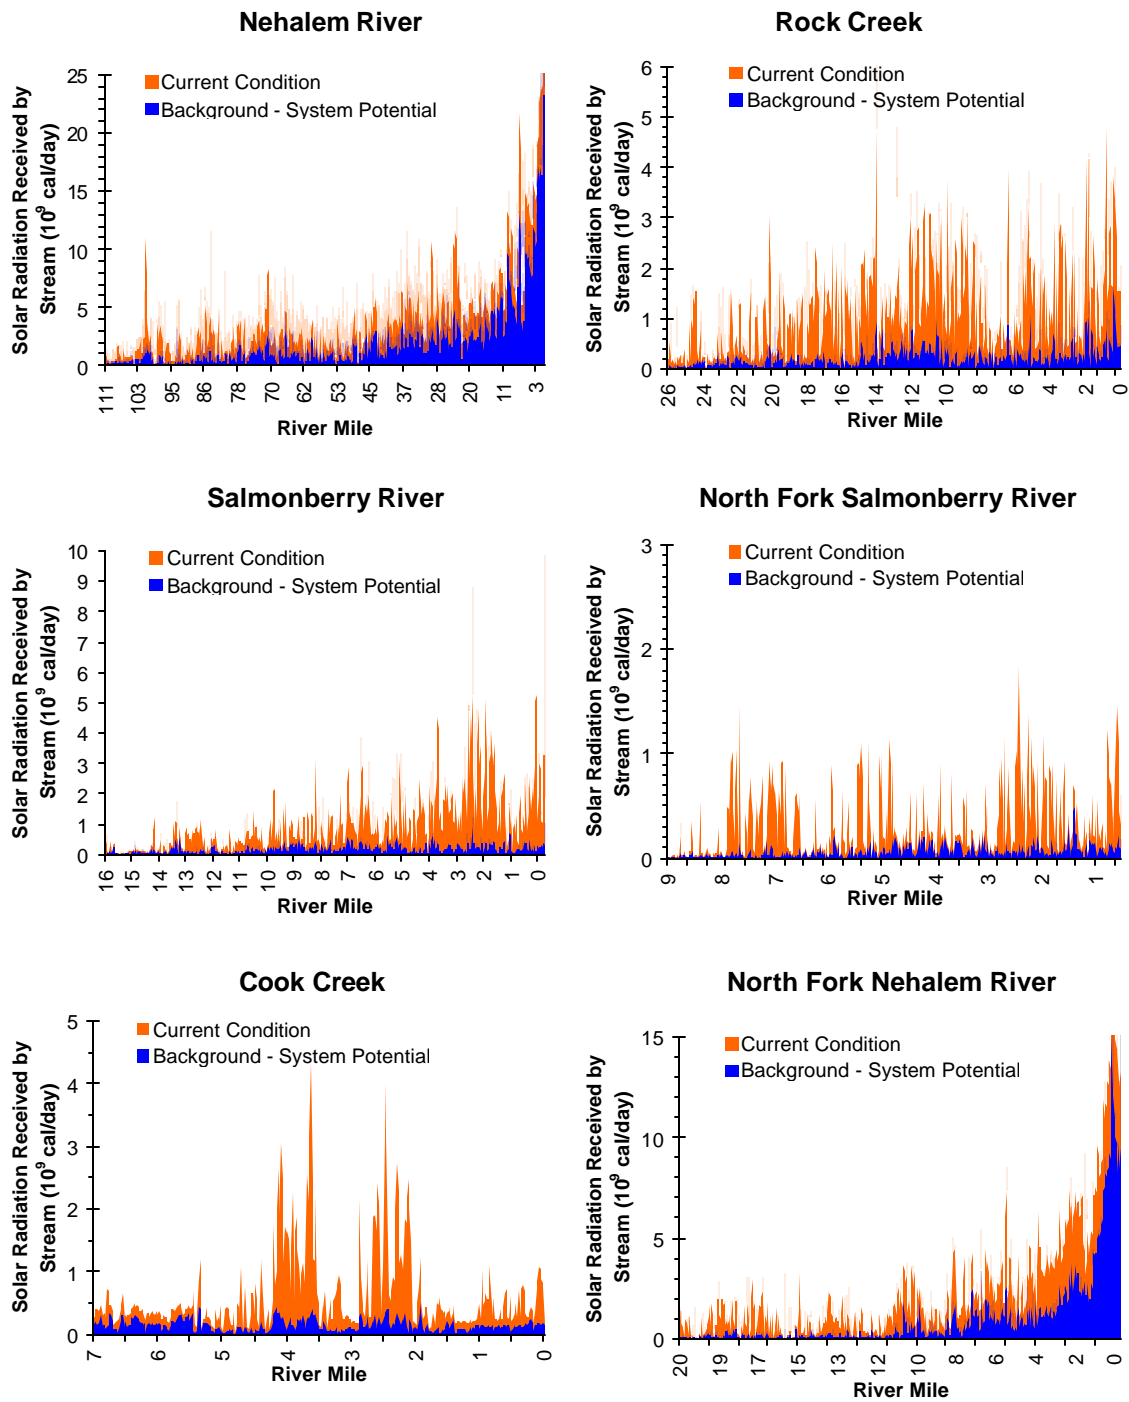 Nehalem River
Solar Radiation Received by
Stream (10⁹ cal/day)
Current Condition
Background - System Potential
25
20
15
10
5
0
111 103 95 86 78 70 62 53 45 37 28 20 11 3
River Mile
Rock Creek
Solar Radiation Received by
Stream (10⁹ cal/day)
Current Condition
Background - System Potential
6
5
4
3
2
1
0
26 24 22 20 18 16 14 12 10 8 6 4 2 0
River Mile
Salmonberry River
Solar Radiation Received by
Stream (10⁹ cal/day)
Current Condition
Background - System Potential
10
9
8
7
6
5
4
3
2
1
0
16 15 14 13 12 11 10 9 8 7 6 5 4 3 2 1 0
River Mile
North Fork Salmonberry River
Solar Radiation Received by
Stream (10⁹ cal/day)
Current Condition
Background - System Potential
3
2
1
0
9 8 7 6 5 4 3 2 1
River Mile
Cook Creek
Solar Radiation Received by
Stream (10⁹ cal/day)
Current Condition
Background - System Potential
5
4
3
2
1
0
7 6 5 4 3 2 1 0
River Mile
North Fork Nehalem River
Solar Radiation Received by
Stream (10⁹ cal/day)
Current Condition
Background - System Potential
15
10
5
0
20 19 17 15 13 12 10 8 6 4 2 0
River Mile